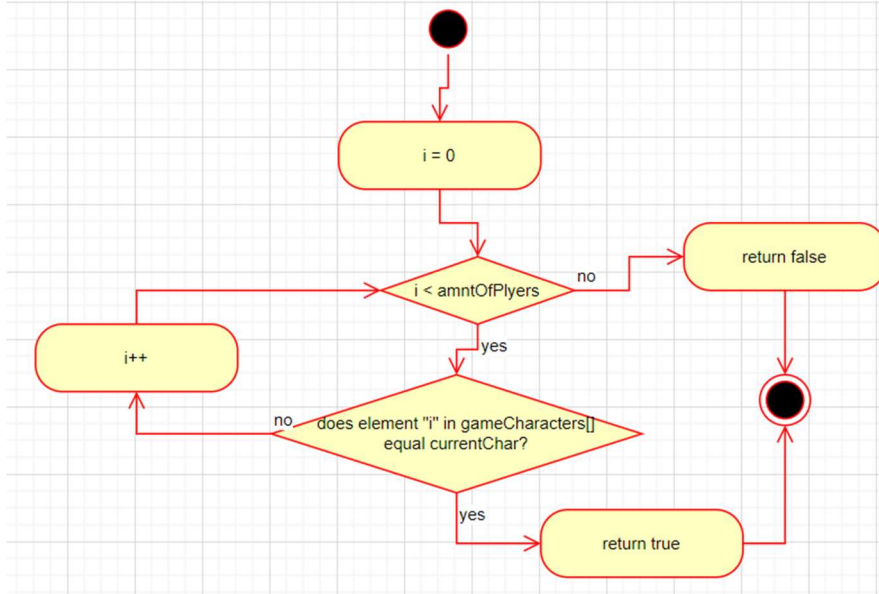 i = 0
i < amntOfPlyers
no
return false
yes
i++
no
does element "i" in gameCharacters[]
equal currentChar?
yes
return true